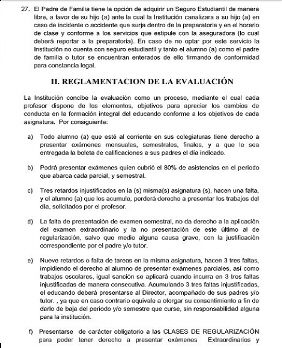 27. El Padre de Familia tiene la opción de adquirir un Seguro Estudiantil de manera
libre, a favor de su hijo (a) ante la cual la Institución canalizara a su hijo (a) en
caso de incidente o accidente que surja dentro de la preparatoria y en el horario
de clase y conforme a los servicios que estipule con la aseguradora (lo cual
deberá reportar a la preparatoria). En caso de no optar por este servicio la
Institución no cuenta con seguro estudiantil y tanto el alumno (a) como el padre
de familia o tutor se encuentran enterados de ello firmando de conformidad
para constancia legal.
II. REGLAMENTACION DE LA EVALUACIÓN
La Institución concibe la evaluación como un proceso, mediante el cual cada
profesor dispone de los elementos, objetivos para apreciar los cambios de
conducta en la formación integral del educando conforme a los objetivos de cada
asignatura. Por consiguiente:
a) Todo alumno (a) que esté al corriente en sus colegiaturas tiene derecho a
presentar exámenes mensuales, semestrales, finales, y a que le sea
entregada le boleta de calificaciones a sus padres el día indicado.
b) Podrá presentar exámenes quien cubrió el 80% de asistencias en el periodo
que abarca cada parcial, y semestral.
c) Tres retardos injustificados en la (s) misma(s) asignatura (s), hacen una falta,
y el alumno (a) que los acumula, perderá derecho a presentar los trabajos del
día, solicitados por el profesor.
d) La falta de presentación de examen semestral, no da derecho a la aplicación
del examen extraordinario y la no presentación de este último al de
regularización, salvo que medie alguna causa grave, con la justificación
correspondiente por el padre y/o tutor.
e) Nueve retardos o falta de tareas en la misma asignatura, hacen 3 tres faltas,
impidiendo el derecho al alumno de presentar exámenes parciales, así como
trabajos escolares, igual sanción se aplicará cuando incurra en 3 tres faltas
injustificadas de manera consecutiva. Acumulando 3 tres faltas injustificadas,
el educando deberá presentarse al Director, acompañado de sus padres y/o
tutor. , ya que en caso contrario equivale a otorgar su consentimiento a fin de
darlo de baja del periodo y/o semestre que curse, sin responsabilidad alguna
para la institución.
f) Presentarse de carácter obligatorio a las CLASES DE REGULARIZACIÓN
para poder tener derecho a presentar exámenes Extraordinarios y